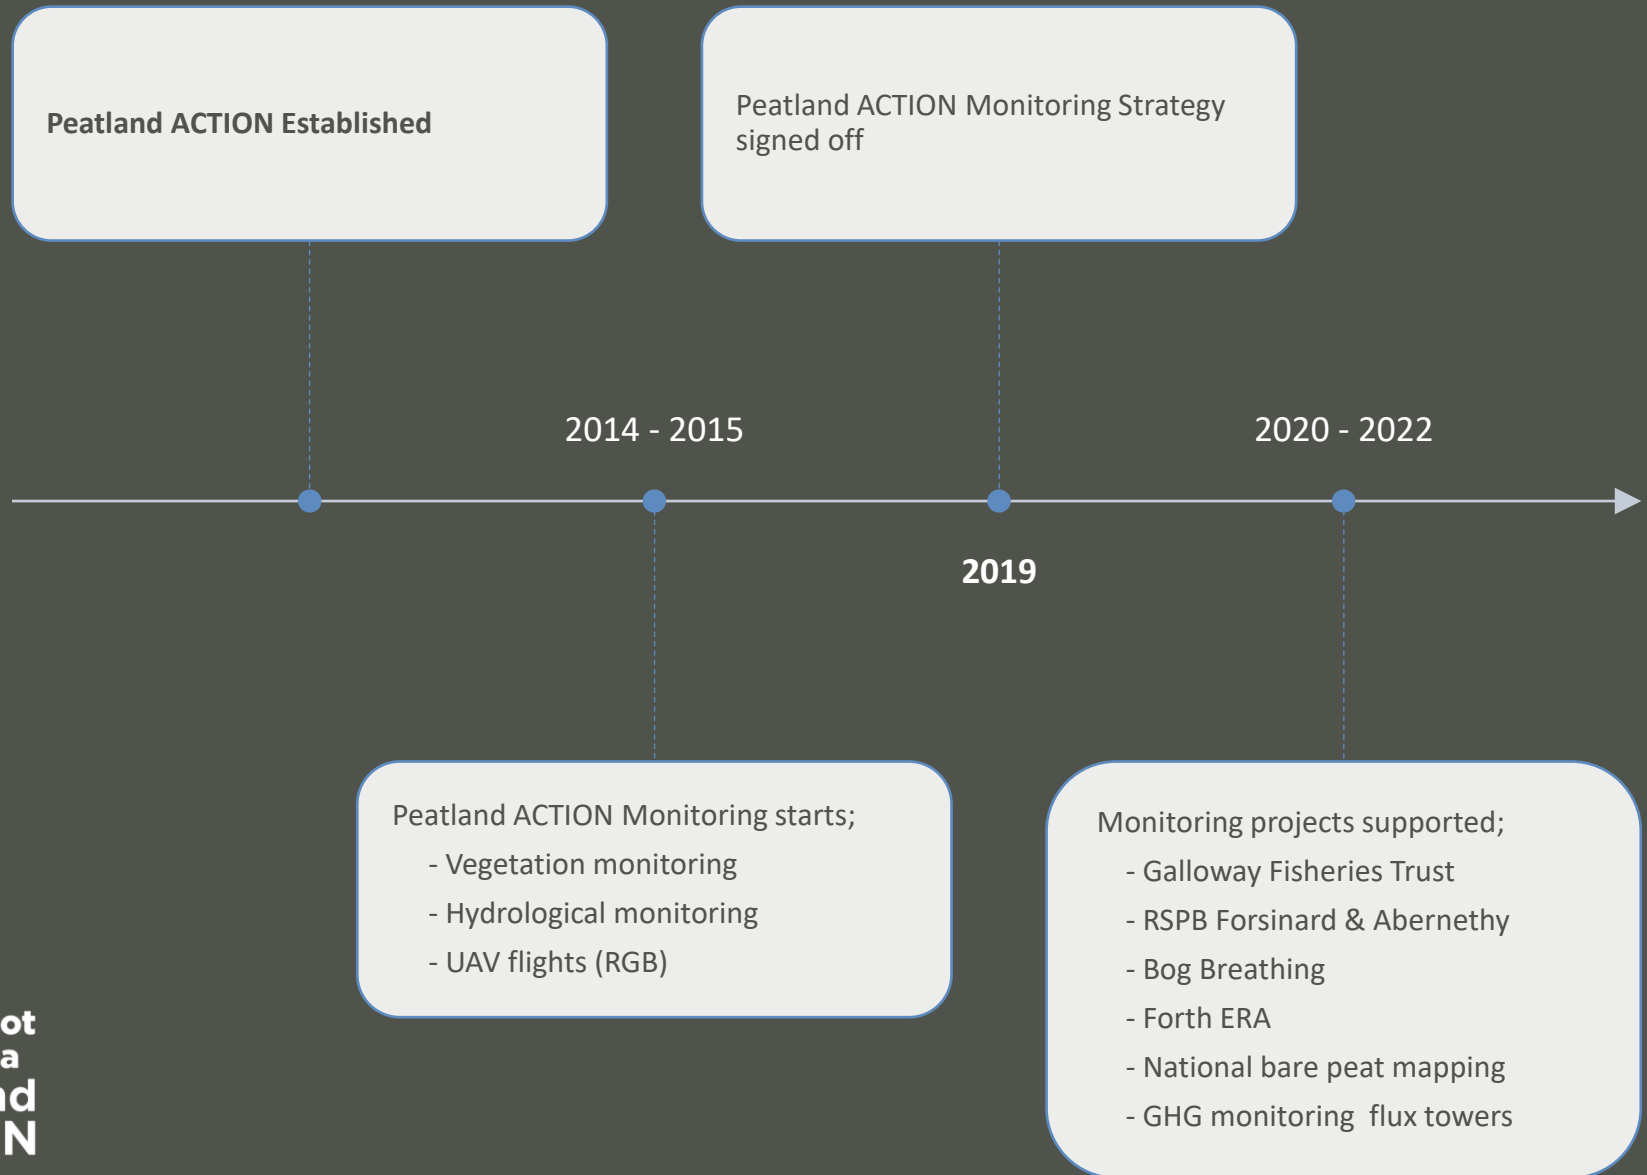 Peatland ACTION Established
Peatland ACTION Monitoring Strategy
signed off
2014 - 2015
2020 - 2022
2019
Peatland ACTION Monitoring starts;
- Vegetation monitoring
- Hydrological monitoring
- UAV flights (RGB)
Monitoring projects supported;
- Galloway Fisheries Trust
- RSPB Forsinard & Abernethy
- Bog Breathing
- Forth ERA
- National bare peat mapping
- GHG monitoring  flux towers
ot
a